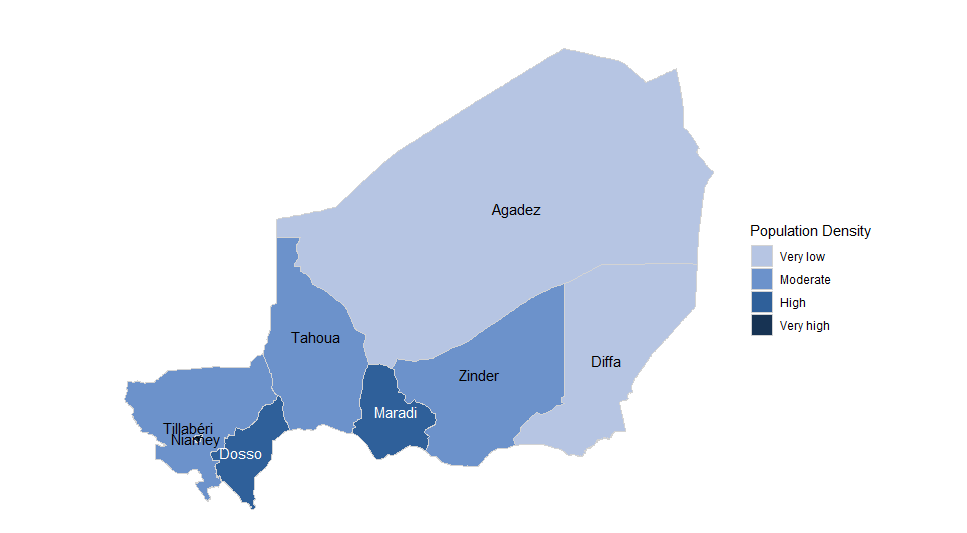 Agadez
Population Density
Very low
Moderate
High
Very high
Tahoua
Diffa
Zinder
Maradi
Tillabéri
Niamey
Dosso